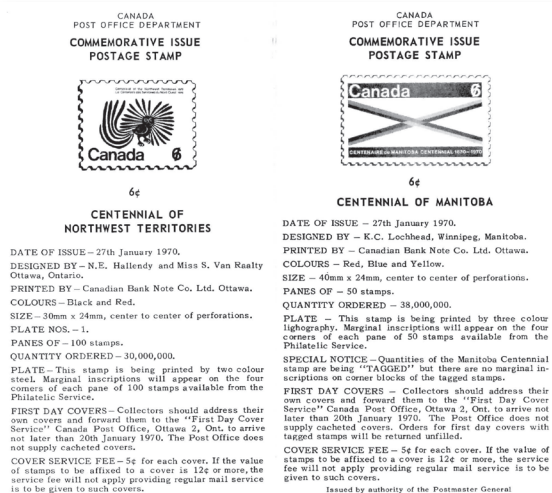 CANADA
POST OFFICE DEPARTMENT
COMMEMORATIVE ISSUE
POSTAGE STAMP
Canada 6
6¢
CENTENNIAL OF
NORTHWEST TERRITORIES
DATE OF ISSUE – 27th January 1970.
DESIGNED BY – N.E. Hallendy and Miss S. Van Raalty
Ottawa, Ontario.
PRINTED BY – Canadian Bank Note Co. Ltd. Ottawa.
COLOURS – Black and Red.
SIZE – 30mm x 24mm, center to center of perforations.
PLATE NOS. – 1.
PANES OF – 100 stamps.
QUANTITY ORDERED – 30,000,000.
PLATE – This stamp is being printed by two colour
steel. Marginal inscriptions will appear on the four
corners of each pane of 100 stamps available from the
Philatelic Service.
FIRST DAY COVERS – Collectors should address their
own covers and forward them to the "First Day Cover
Service" Canada Post Office, Ottawa 2, Ont. to arrive
not later than 20th January 1970. The Post Office does
not supply cacheted covers.
COVER SERVICE FEE – 5¢ for each cover. If the value
of stamps to be affixed to a cover is 12¢ or more, the
service fee will not apply providing regular mail service
is to be given to such covers.
CANADA
POST OFFICE DEPARTMENT
COMMEMORATIVE ISSUE
POSTAGE STAMP
Canada 6
CENTENAIRE du MANITOBA CENTENNIAL 1870-1970
6¢
CENTENNIAL OF MANITOBA
DATE OF ISSUE – 27th January 1970.
DESIGNED BY – K.C. Lochhead, Winnipeg, Manitoba.
PRINTED BY – Canadian Bank Note Co. Ltd. Ottawa.
COLOURS – Red, Blue and Yellow.
SIZE – 40mm x 24mm, center to center of perforations.
PANES OF – 50 stamps.
QUANTITY ORDERED – 38,000,000.
PLATE – This stamp is being printed by three colour
lighography. Marginal inscriptions will appear on the four
corners of each pane of 50 stamps available from the
Philatelic Service.
SPECIAL NOTICE – Quantities of the Manitoba Centennial
stamp are being "TAGGED" but there are no marginal in-
scriptions on corner blocks of the tagged stamps.
FIRST DAY COVERS – Collectors should address their
own covers and forward them to the "First Day Cover
Service" Canada Post Office, Ottawa 2, Ont. to arrive not
later than 20th January 1970. The Post Office does not
supply cacheted covers. Orders for first day covers with
tagged stamps will be returned unfilled.
COVER SERVICE FEE – 5¢ for each cover. If the value of
stamps to be affixed to a cover is 12¢ or more, the service
fee will not apply providing regular mail service is to be
given to such covers.
Issued by authority of the Postmaster General